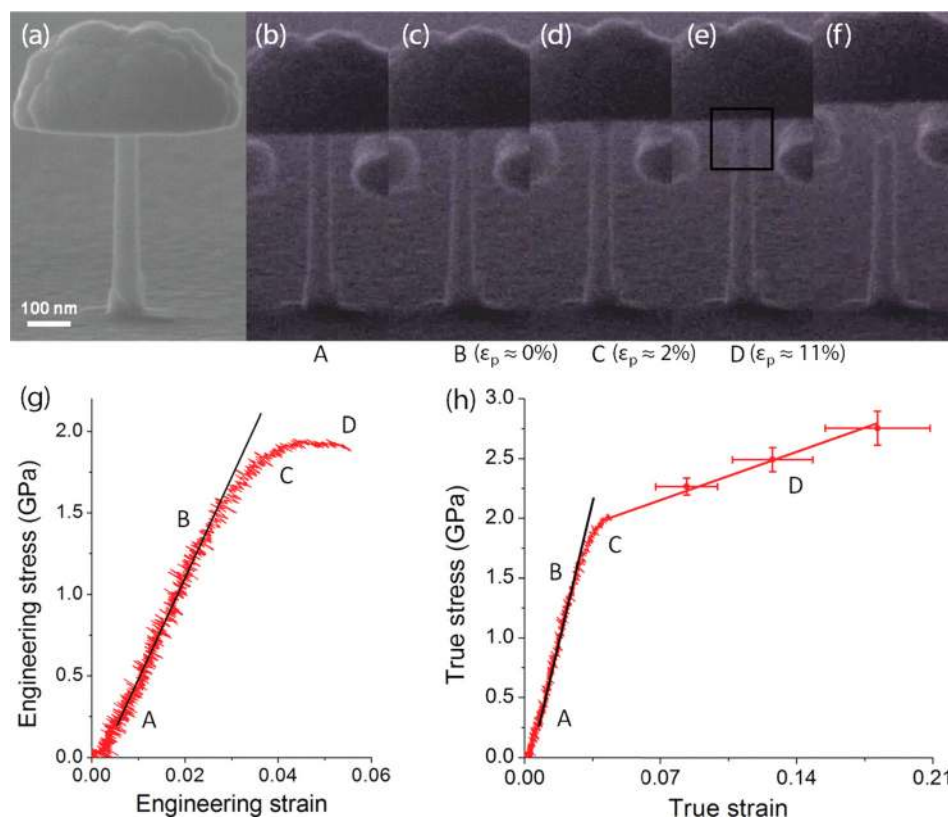 (a) (b) (c) (d) (e) (f)
100 nm
A B (εp ≈ 0%) C (εp ≈ 2%) D (εp ≈ 11%)
(g)
2.0
1.5
1.0
0.5
0.0
0.00 0.02 0.04 0.06
Engineering stress (GPa)
Engineering strain
A
B
C
D
(h)
3.0
2.5
2.0
1.5
1.0
0.5
0.0
0.00 0.07 0.14 0.21
True stress (GPa)
True strain
A
B
C
D